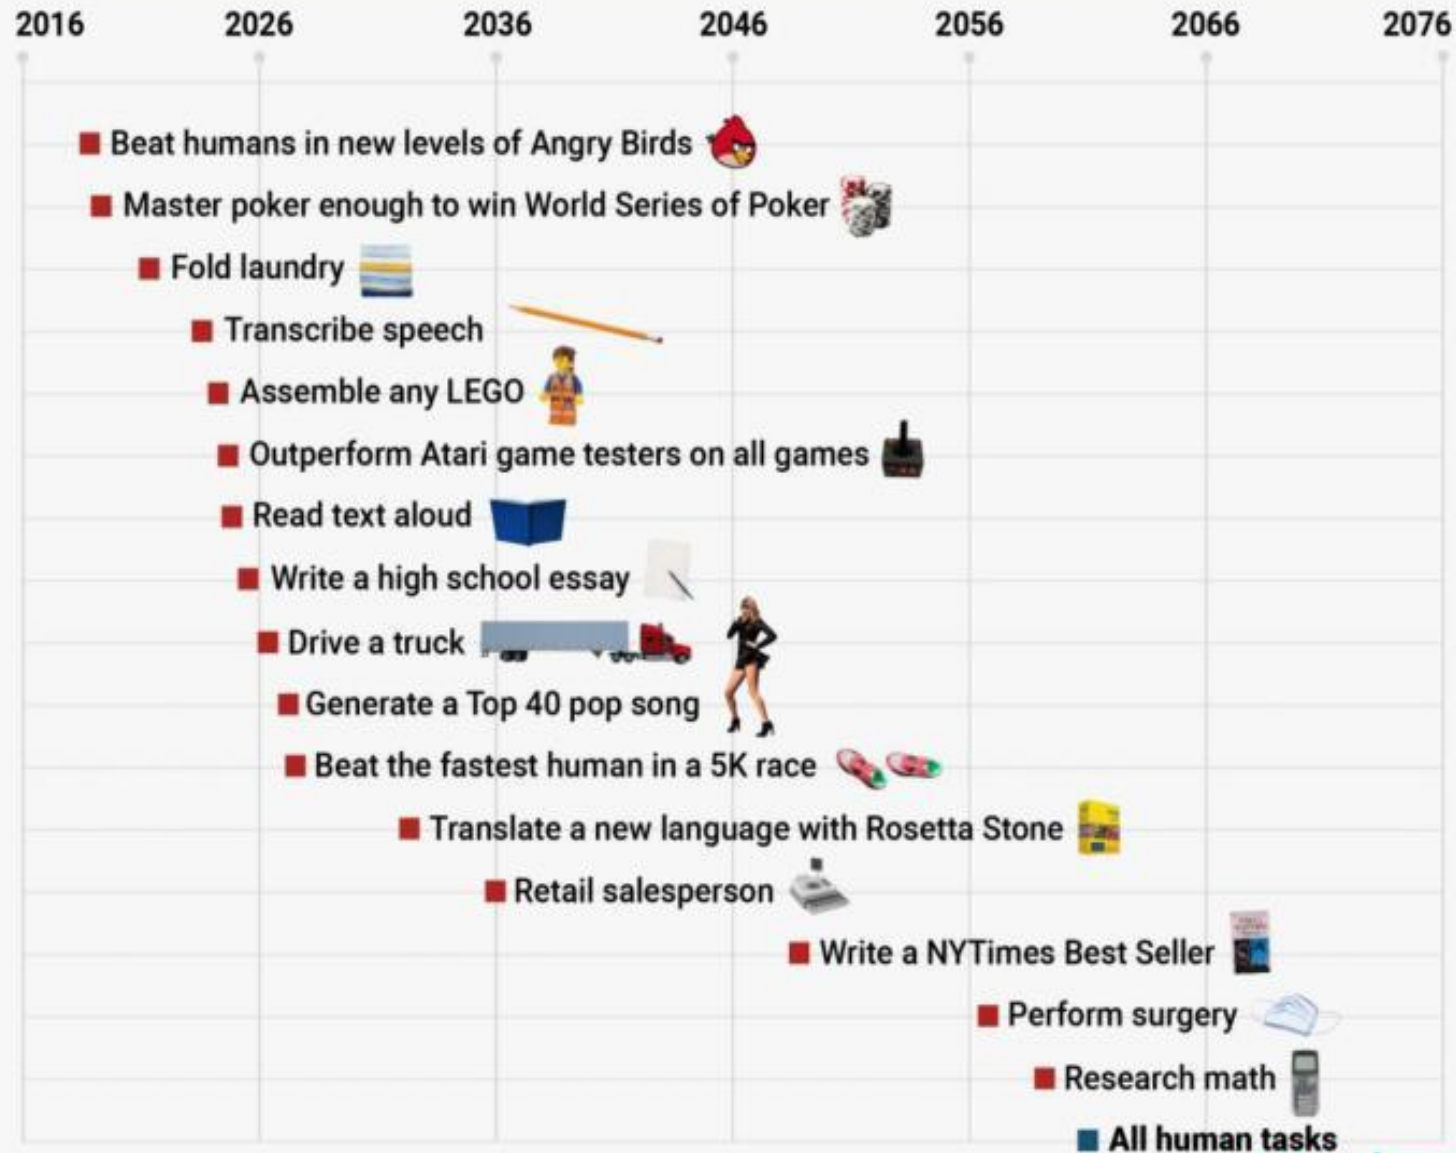 2016 2026 2036 2046 2056 2066 2076
Beat humans in new levels of Angry Birds
Master poker enough to win World Series of Poker
Fold laundry
Transcribe speech
Assemble any LEGO
Outperform Atari game testers on all games
Read text aloud
Write a high school essay
Drive a truck
Generate a Top 40 pop song
Beat the fastest human in a 5K race
Translate a new language with Rosetta Stone
Retail salesperson
Write a NYTimes Best Seller
Perform surgery
Research math
All human tasks